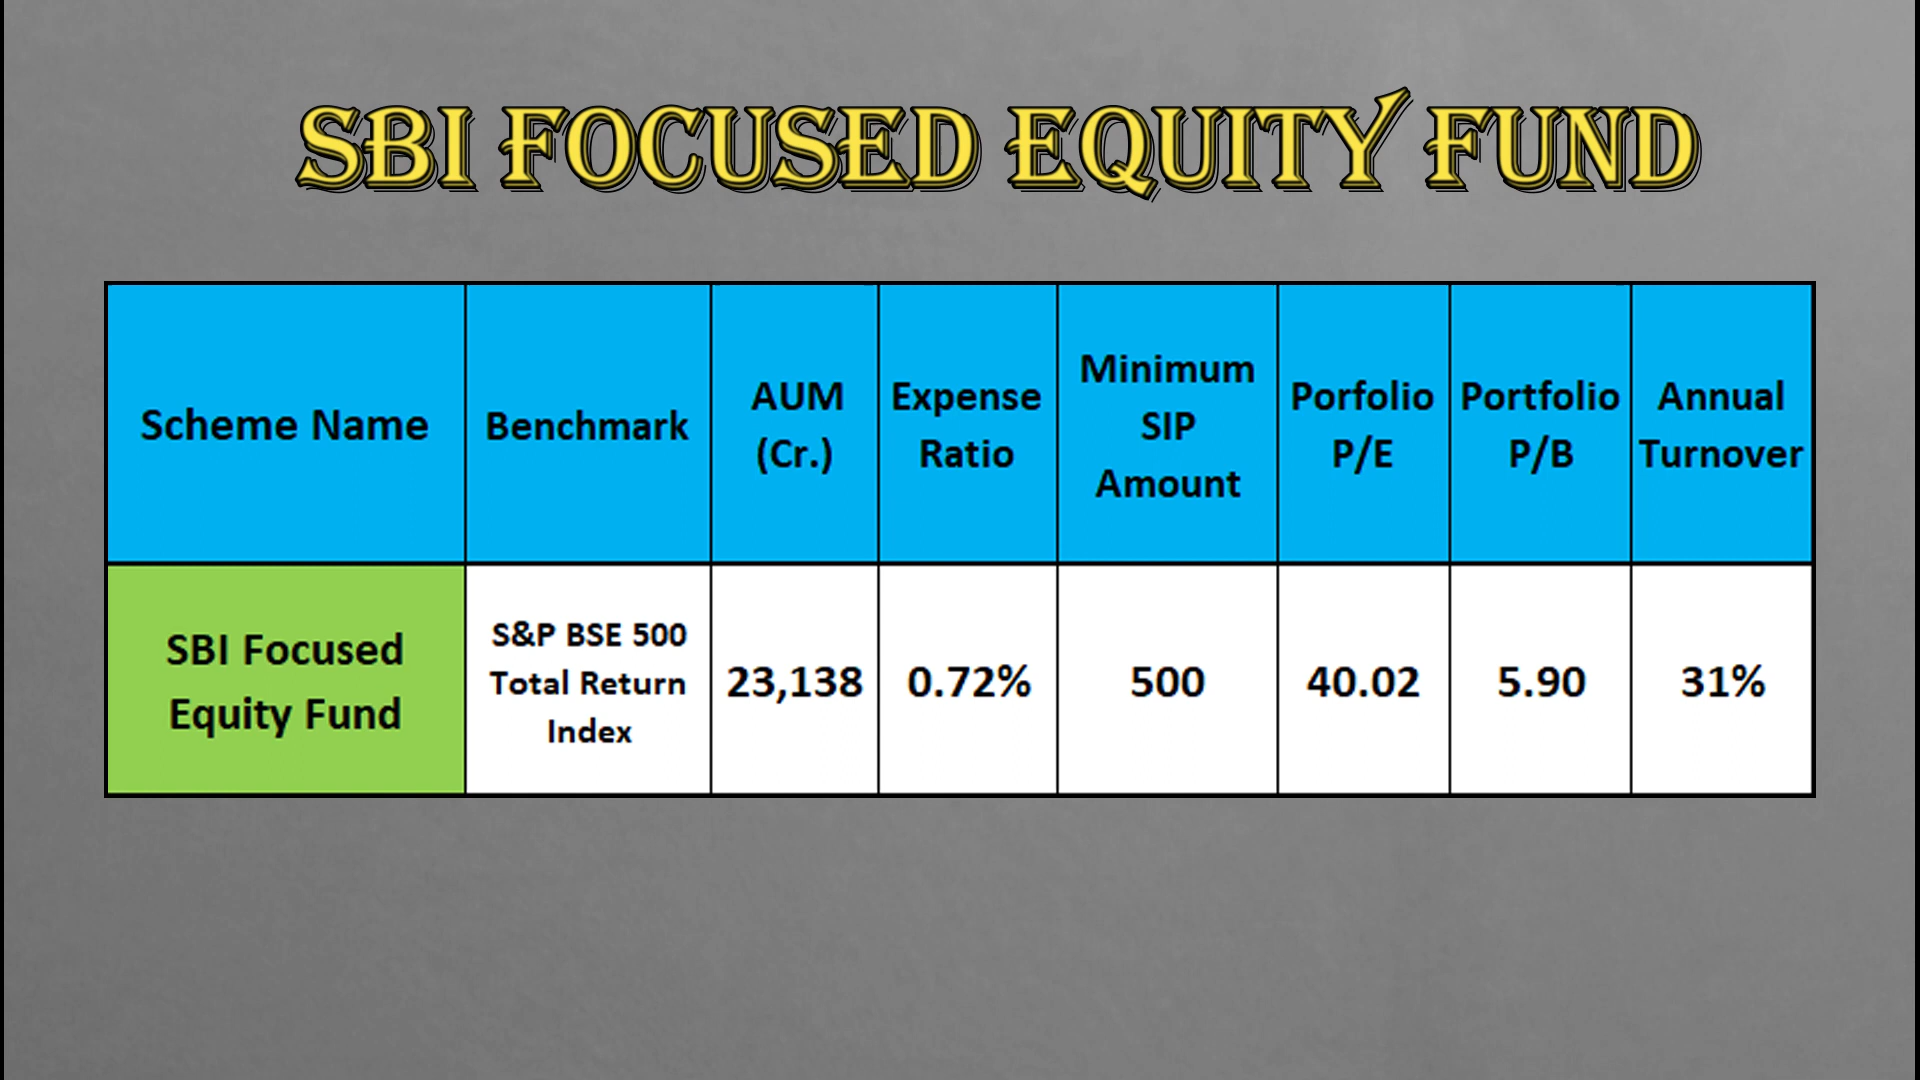 SBI FOCUSED EQUITY FUND
Scheme Name
Benchmark
AUM
(Cr.)
Expense
Ratio
Minimum
SIP
Amount
Porfolio
P/E
Portfolio
P/B
Annual
Turnover
SBI Focused
Equity Fund
S&P BSE 500
Total Return
Index
23,138
0.72%
500
40.02
5.90
31%